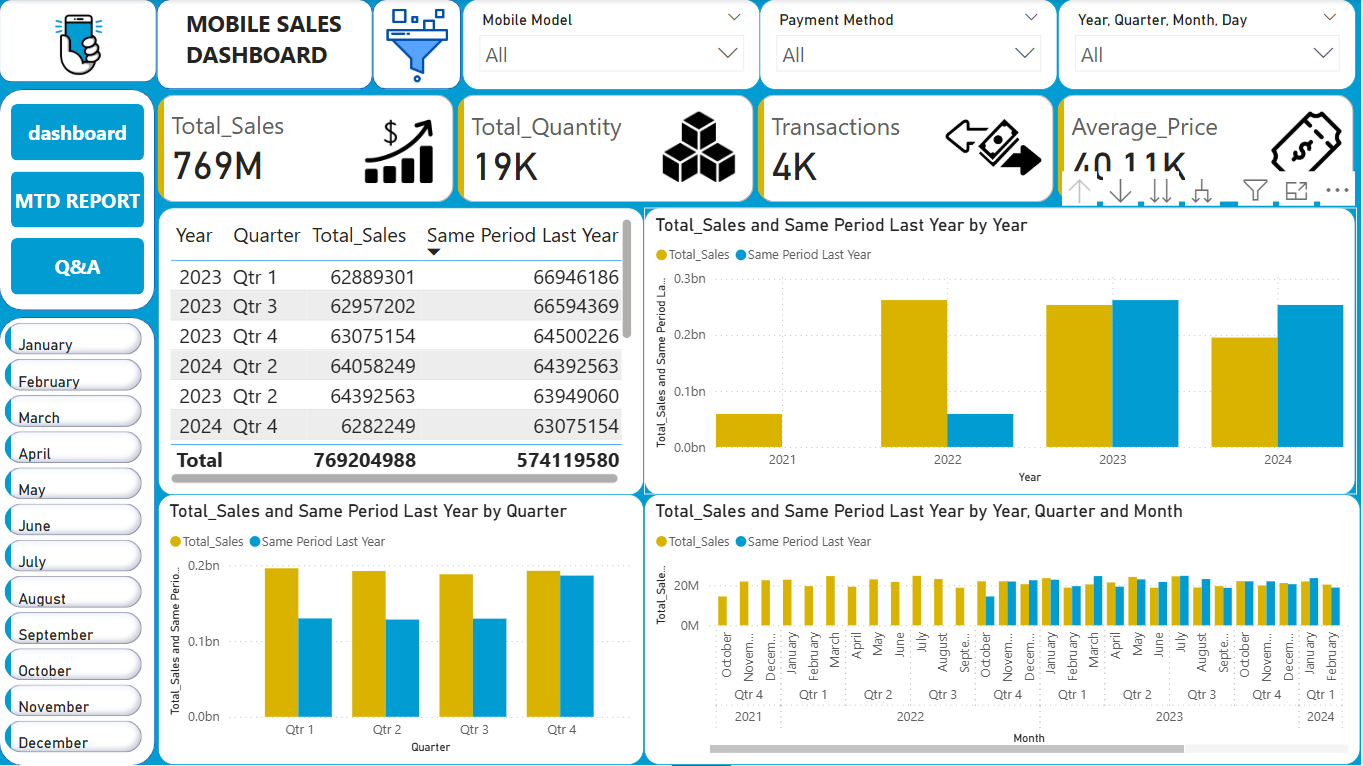 MOBILE SALES
DASHBOARD
Mobile Model
All
Payment Method
All
Year, Quarter, Month, Day
All
dashboard
MTD REPORT
Q&A
Total_Sales
769M
$
Total_Quantity
19K
Transactions
4K
Average_Price
40.11K
January
February
March
April
May
June
July
August
September
October
November
December
Year Quarter Total_Sales Same Period Last Year
2023 Qtr 1 62889301 66946186
2023 Qtr 3 62957202 66594369
2023 Qtr 4 63075154 64500226
2024 Qtr 2 64058249 64392563
2023 Qtr 2 64392563 63949060
2024 Qtr 4 6282249 63075154
Total 769204988 574119580
Total_Sales and Same Period Last Year by Year
Total_Sales Same Period Last Year
Total_Sales and Same Period La...
0.3bn
0.2bn
0.1bn
0.0bn
2021 2022 2023 2024
Year
Total_Sales and Same Period Last Year by Quarter
Total_Sales Same Period Last Year
Total_Sales and Same Perio...
0.2bn
0.1bn
0.0bn
Qtr 1 Qtr 2 Qtr 3 Qtr 4
Quarter
Total_Sales and Same Period Last Year by Year, Quarter and Month
Total_Sales Same Period Last Year
Total_Sale...
20M
0M
October Novem... Decem... January February March April May June July August Septe... October Novem... Decem... January February March April May June July August Septe... October Novem... Decem... January February
Qtr 4 Qtr 1 Qtr 2 Qtr 3 Qtr 4 Qtr 1 Qtr 2 Qtr 3 Qtr 4 Qtr 1
2021 2022 2023 2024
Month